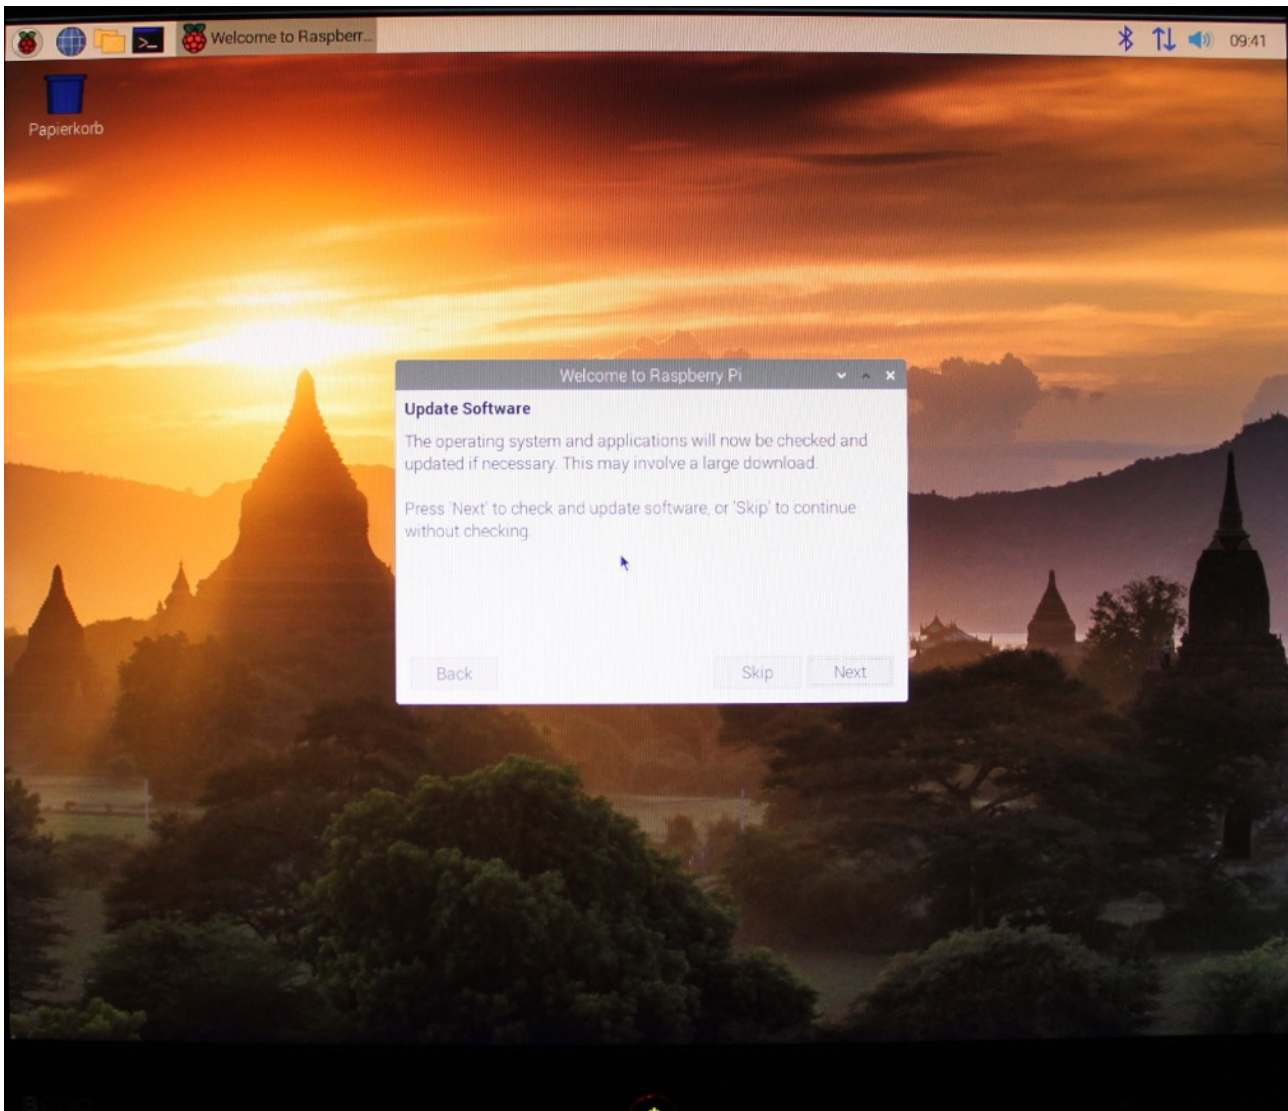 Welcome to Raspberr...
09:41
Papierkorb
Welcome to Raspberry Pi
Update Software
The operating system and applications will now be checked and
updated if necessary. This may involve a large download.
Press 'Next' to check and update software, or 'Skip' to continue
without checking.
Back
Skip
Next